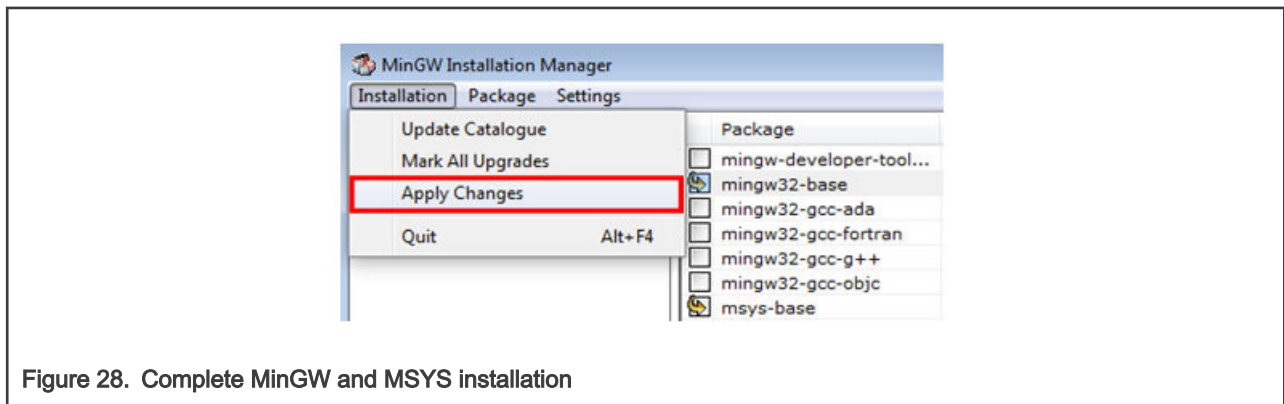 MinGW Installation Manager
Installation Package Settings
Update Catalogue
Mark All Upgrades
Apply Changes
Quit Alt+F4
Package
mingw-developer-tool...
mingw32-base
mingw32-gcc-ada
mingw32-gcc-fortran
mingw32-gcc-g++
mingw32-gcc-objc
msys-base
Figure 28. Complete MinGW and MSYS installation